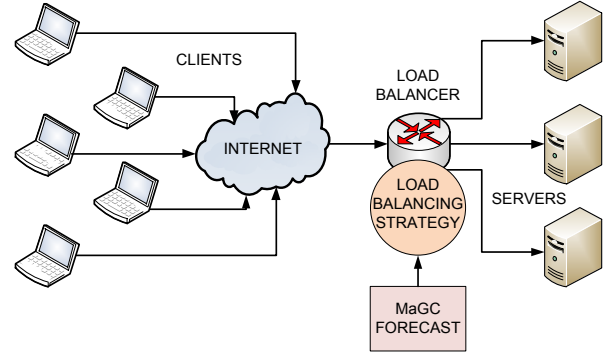 CLIENTS
INTERNET
LOAD
BALANCER
LOAD
BALANCING
STRATEGY
SERVERS
MaGC
FORECAST